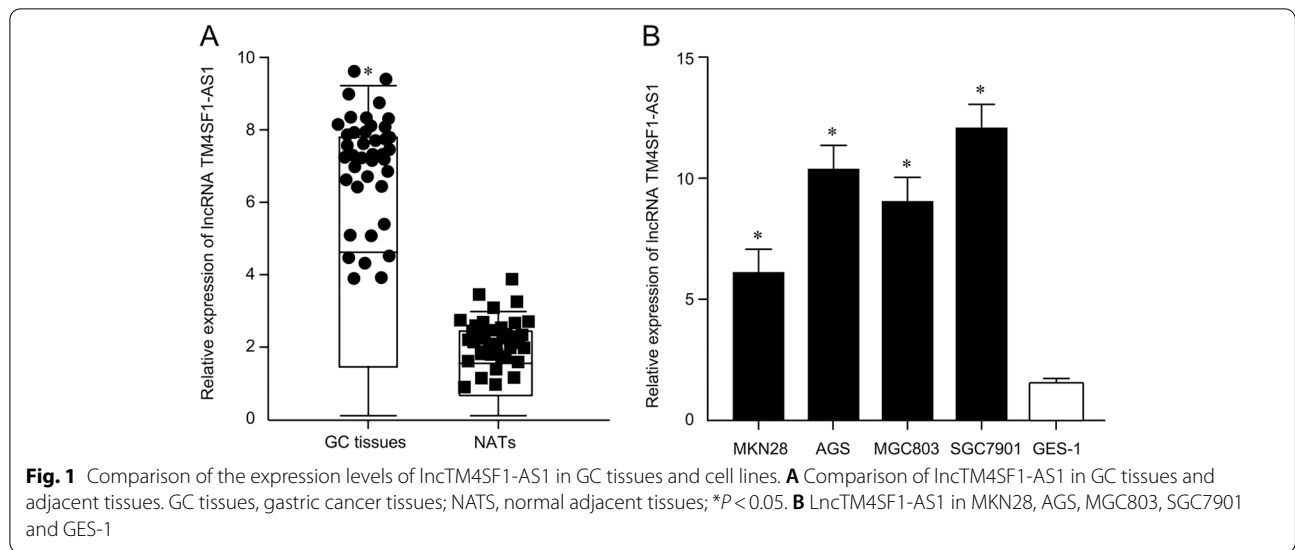 A
Relative expression of lncRNA TM4SF1-AS1
10
8
6
4
2
0
*
GC tissues
NATs
B
Relative expression of lncRNA TM4SF1-AS1
15
10
5
0
*
*
*
*
MKN28
AGS
MGC803
SGC7901
GES-1
Fig. 1 Comparison of the expression levels of lncTM4SF1-AS1 in GC tissues and cell lines. A Comparison of lncTM4SF1-AS1 in GC tissues and
adjacent tissues. GC tissues, gastric cancer tissues; NATS, normal adjacent tissues; *P < 0.05. B LncTM4SF1-AS1 in MKN28, AGS, MGC803, SGC7901
and GES-1